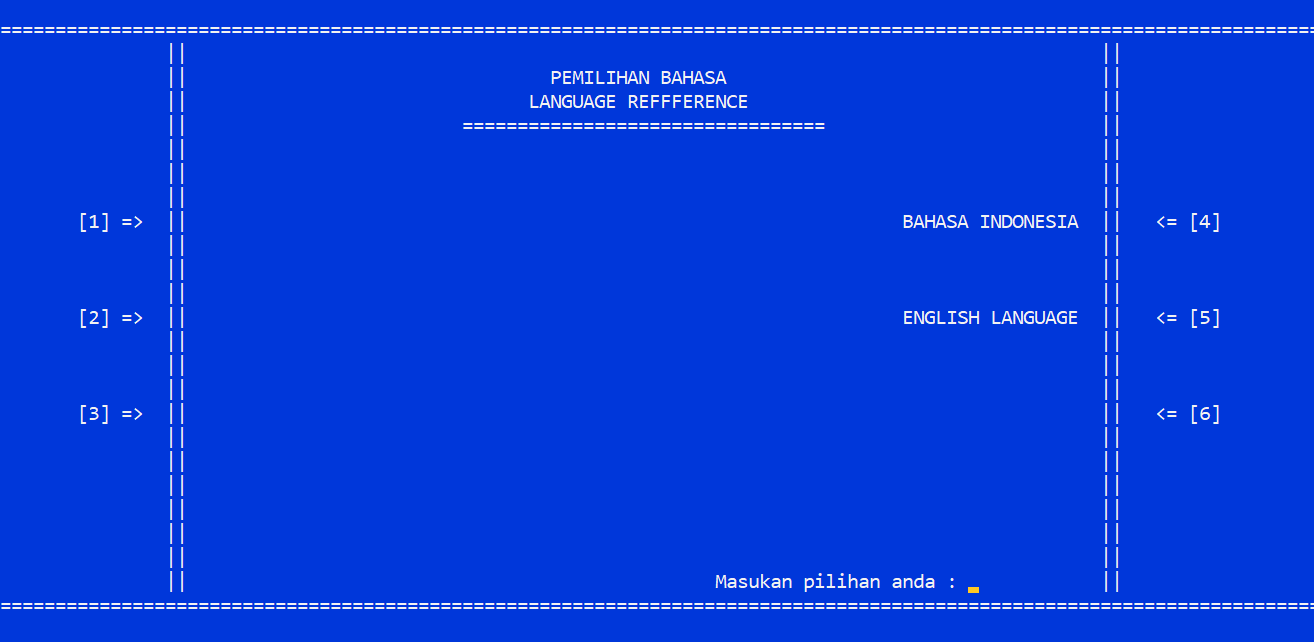 PEMILIHAN BAHASA
LANGUAGE REFFFERENCE
=================================
[1] => BAHASA INDONESIA <= [4]
[2] => ENGLISH LANGUAGE <= [5]
[3] => <= [6]
Masukan pilihan anda :